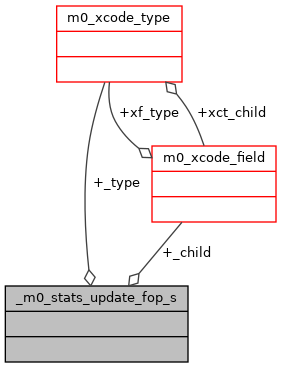 m0_xcode_type
+xf_type
+xct_child
m0_xcode_field
+_type
+_child
_m0_stats_update_fop_s